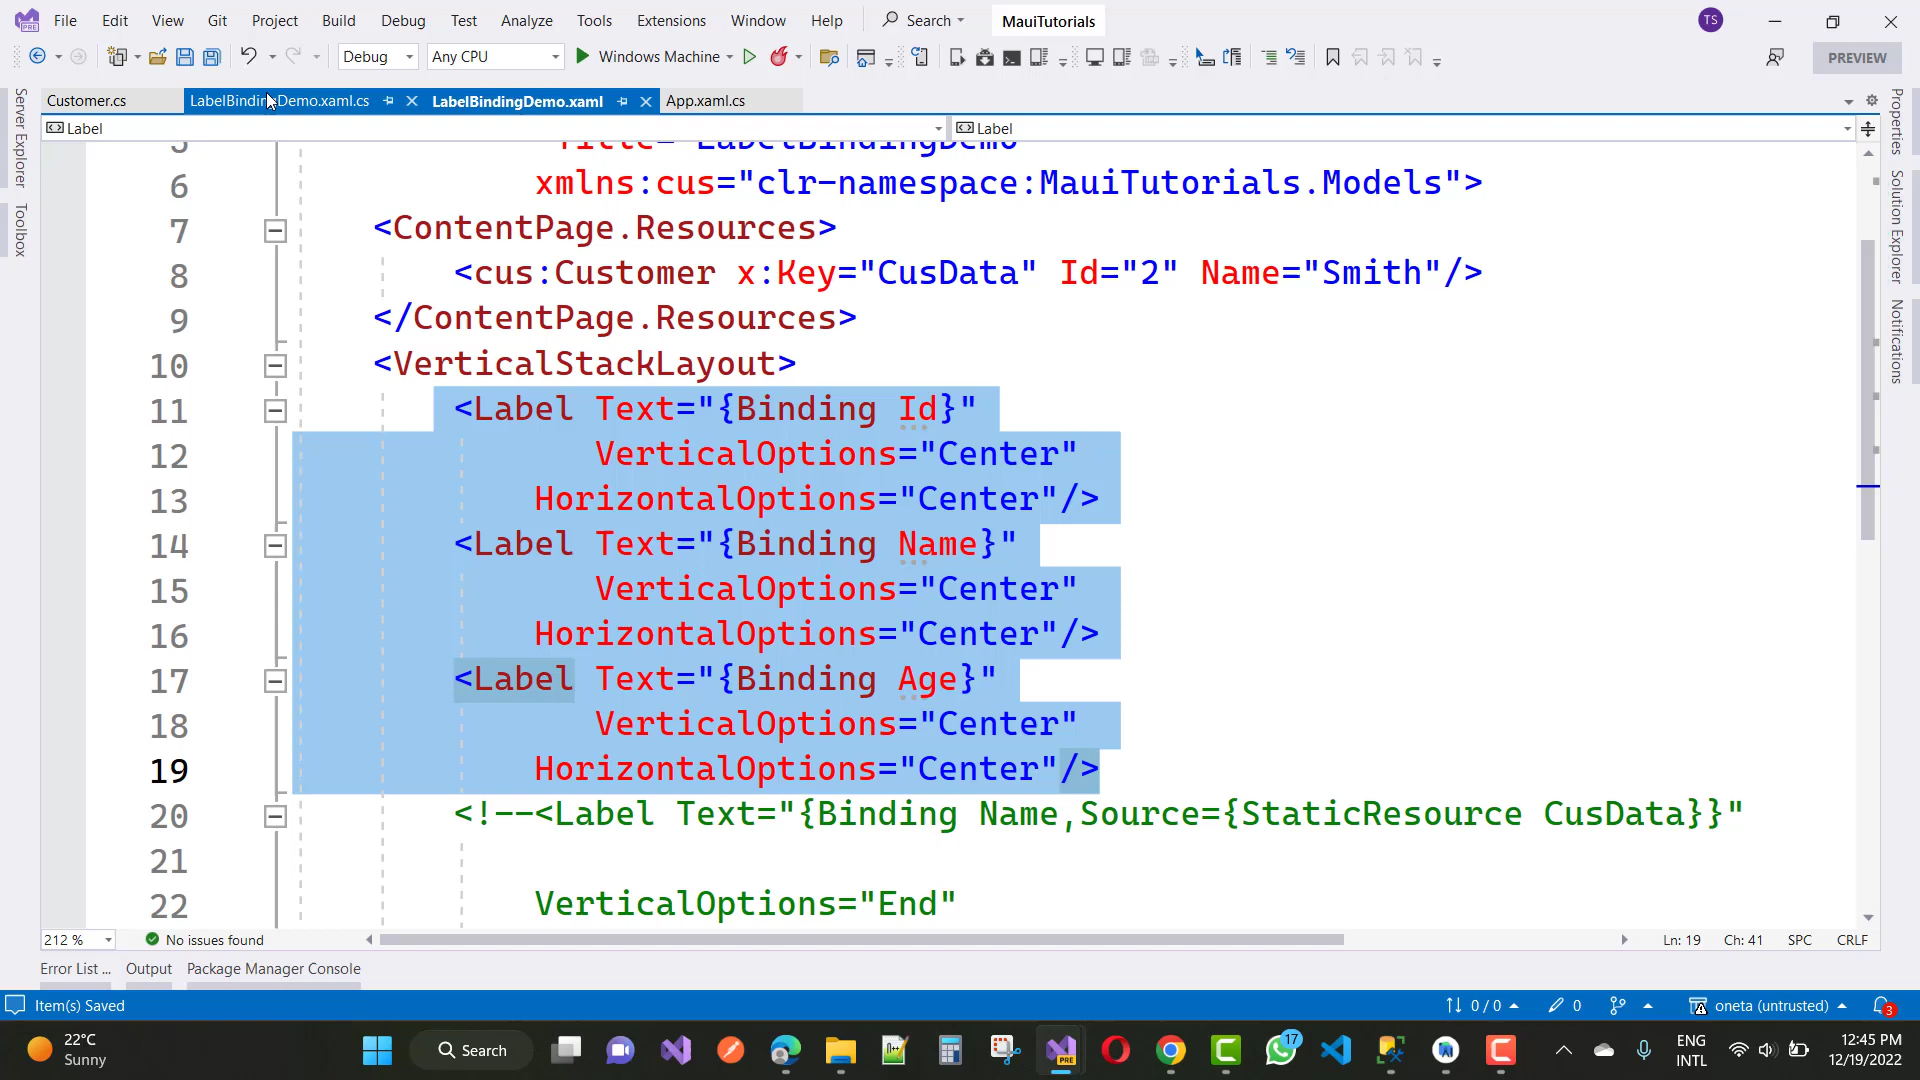 File Edit View Git Project Build Debug Test Analyze Tools Extensions Window Help Search MauiTutorials TS
Debug Any CPU Windows Machine PREVIEW
Customer.cs LabelBindingDemo.xaml.cs LabelBindingDemo.xaml App.xaml.cs
Label Label
Server Explorer
Toolbox
Properties
Solution Explorer
Notifications
5 Title="LabelBindingDemo"
6 xmlns:cus="clr-namespace:MauiTutorials.Models">
7 <ContentPage.Resources>
8 <cus:Customer x:Key="CusData" Id="2" Name="Smith"/>
9 </ContentPage.Resources>
10 <VerticalStackLayout>
11 <Label Text="{Binding Id}"
12 VerticalOptions="Center"
13 HorizontalOptions="Center"/>
14 <Label Text="{Binding Name}"
15 VerticalOptions="Center"
16 HorizontalOptions="Center"/>
17 <Label Text="{Binding Age}"
18 VerticalOptions="Center"
19 HorizontalOptions="Center"/>
20 <!--<Label Text="{Binding Name,Source={StaticResource CusData}}"
21
22 VerticalOptions="End"
212 % No issues found Ln: 19 Ch: 41 SPC CRLF
Error List ... Output Package Manager Console
Item(s) Saved 0 / 0 0 oneta (untrusted) 3
22°C
Sunny
Search
PRE
17
ENG
INTL
12:45 PM
12/19/2022